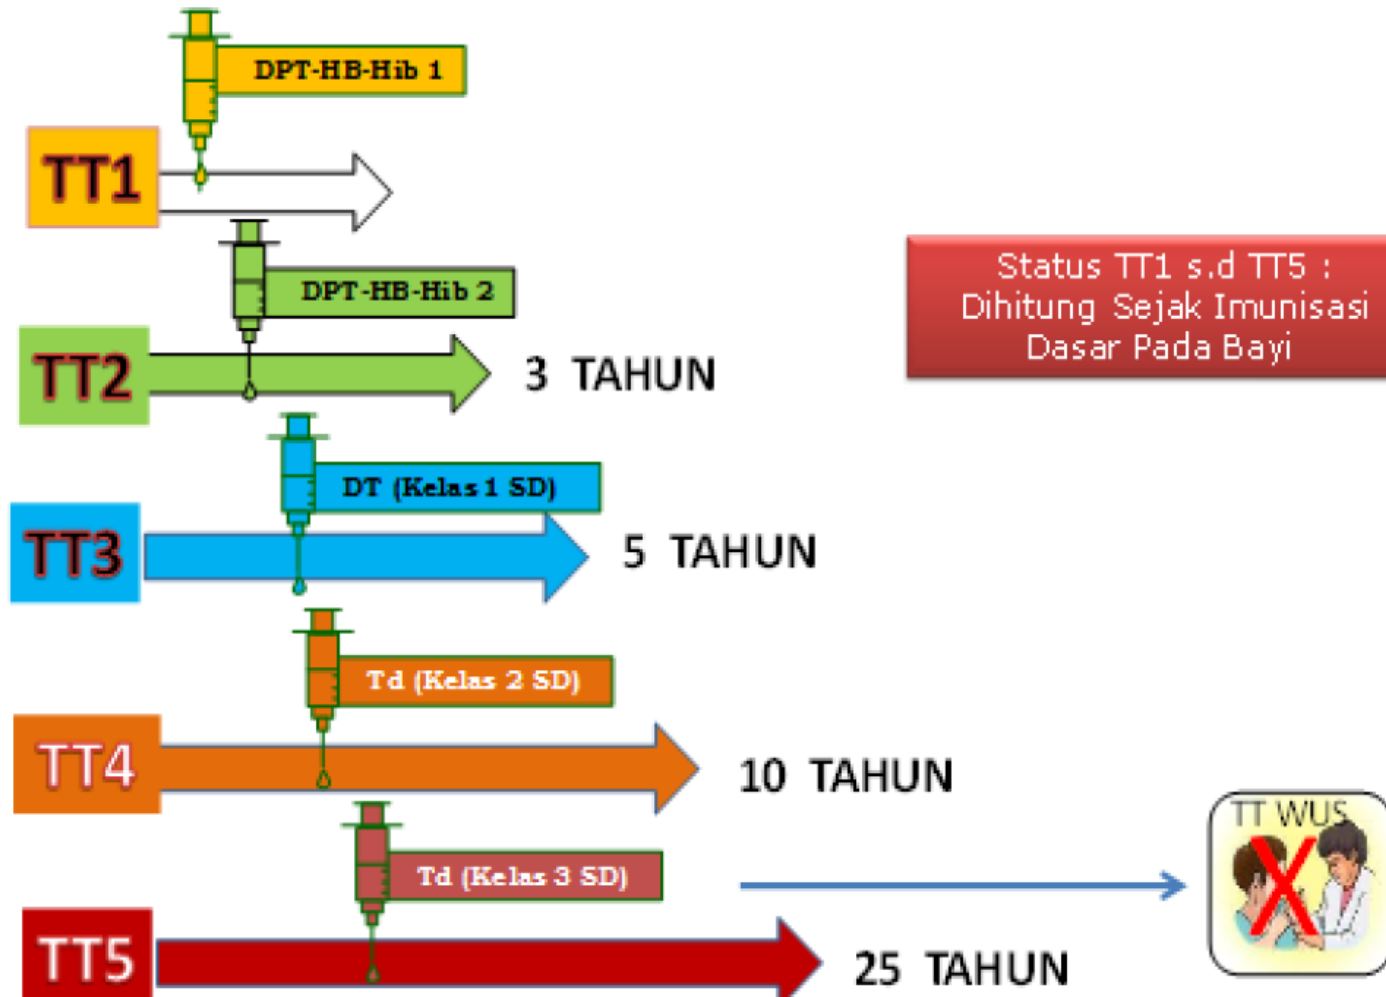 DPT-HB-Hib 1
TT1
DPT-HB-Hib 2
TT2
3 TAHUN
Status TT1 s.d TT5 :
Dihitung Sejak Imunisasi
Dasar Pada Bayi
DT (Kelas 1 SD)
TT3
5 TAHUN
Td (Kelas 2 SD)
TT4
10 TAHUN
TT WUS
X
Td (Kelas 3 SD)
TT5
25 TAHUN